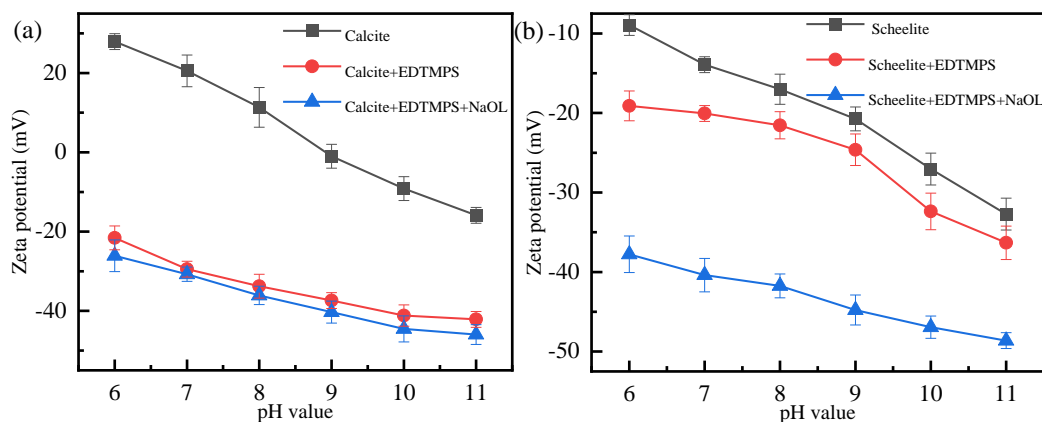 (a)
Calcite
Calcite+EDTMPS
Calcite+EDTMPS+NaOL
Zeta potential (mV)
20
0
-20
-40
6 7 8 9 10 11
pH value
(b)
Scheelite
Scheelite+EDTMPS
Scheelite+EDTMPS+NaOL
Zeta potential (mV)
-10
-20
-30
-40
-50
6 7 8 9 10 11
pH value